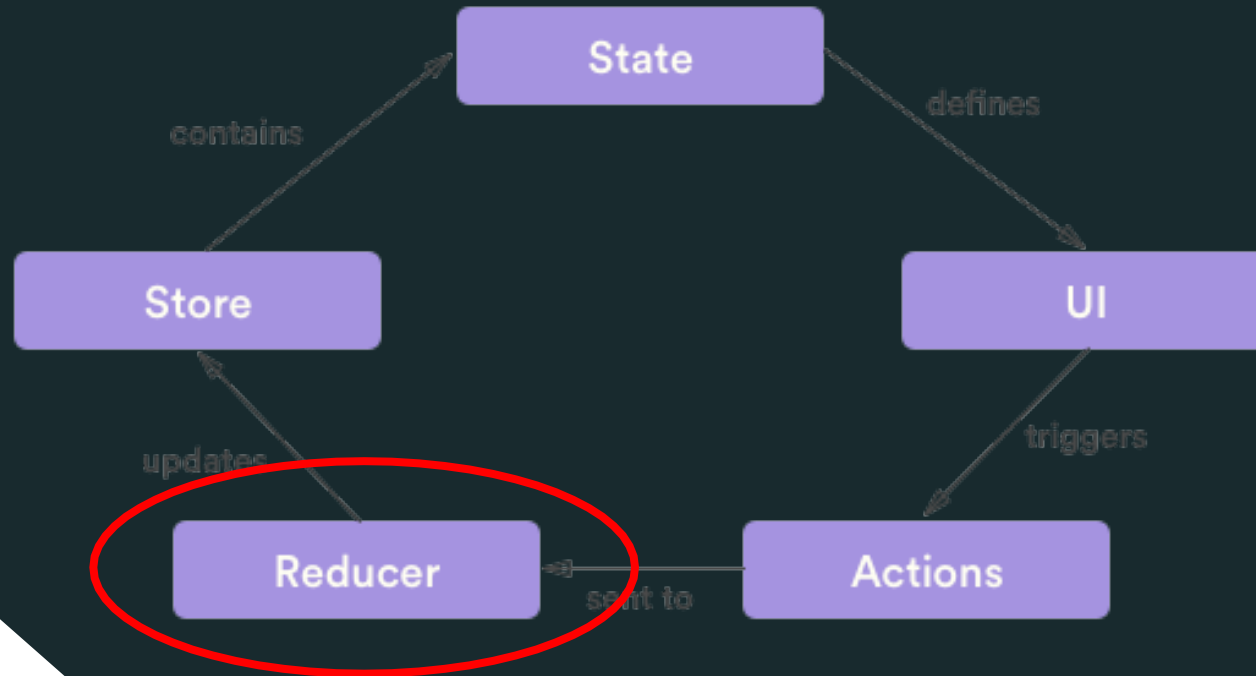 State
defines
contains
Store
UI
triggers
updates
Reducer
Actions
sent to